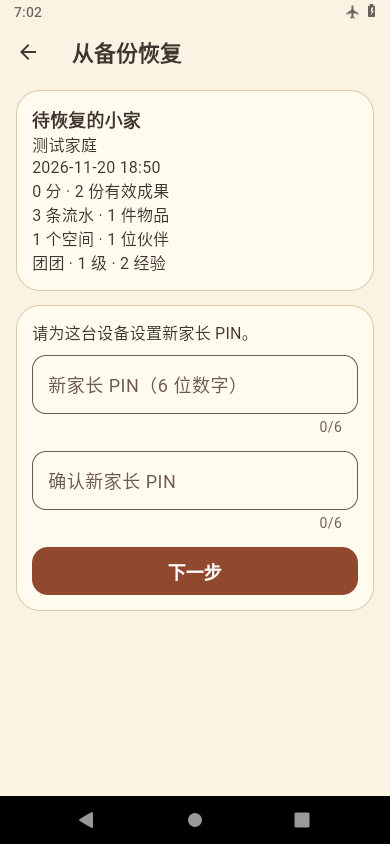 7:02
从备份恢复
待恢复的小家
测试家庭
2026-11-20 18:50
0 分 · 2 份有效成果
3 条流水 · 1 件物品
1 个空间 · 1 位伙伴
团团 · 1 级 · 2 经验
请为这台设备设置新家长 PIN。
新家长 PIN（6 位数字）
0/6
确认新家长 PIN
0/6
下一步